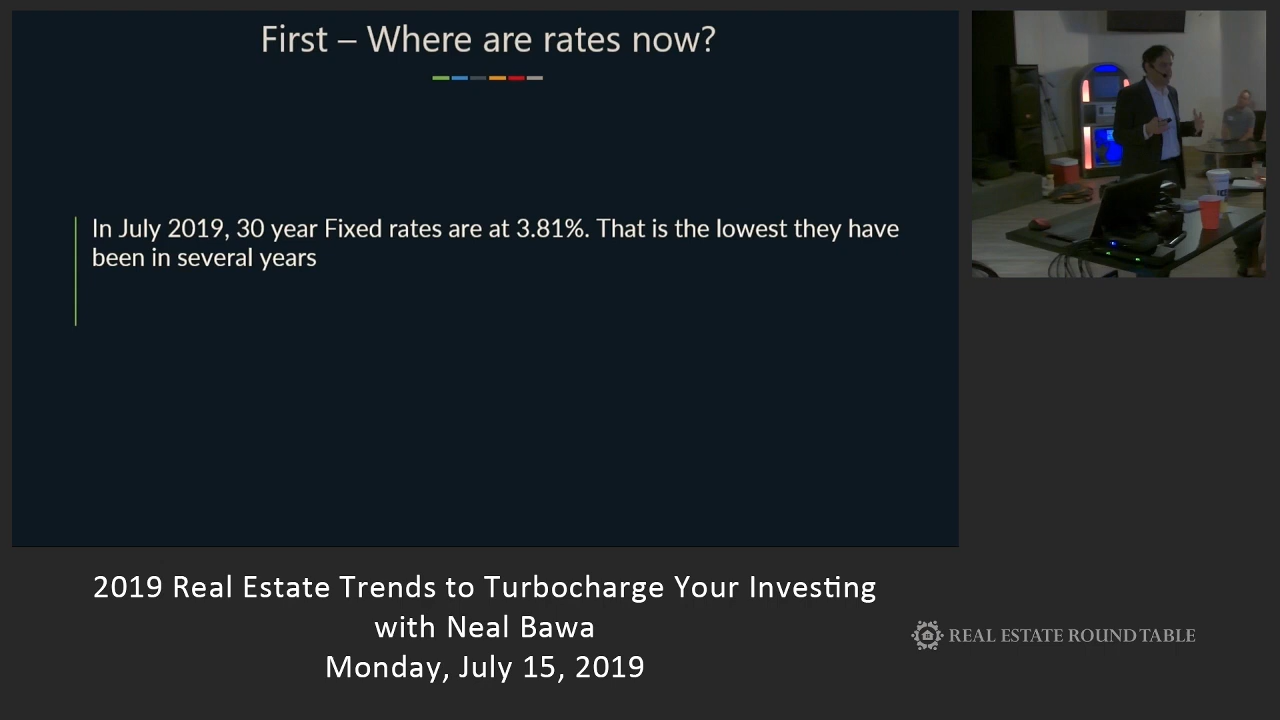 First – Where are rates now?
In July 2019, 30 year Fixed rates are at 3.81%. That is the lowest they have
been in several years
2019 Real Estate Trends to Turbocharge Your Investing
with Neal Bawa
Monday, July 15, 2019
REAL ESTATE ROUND TABLE